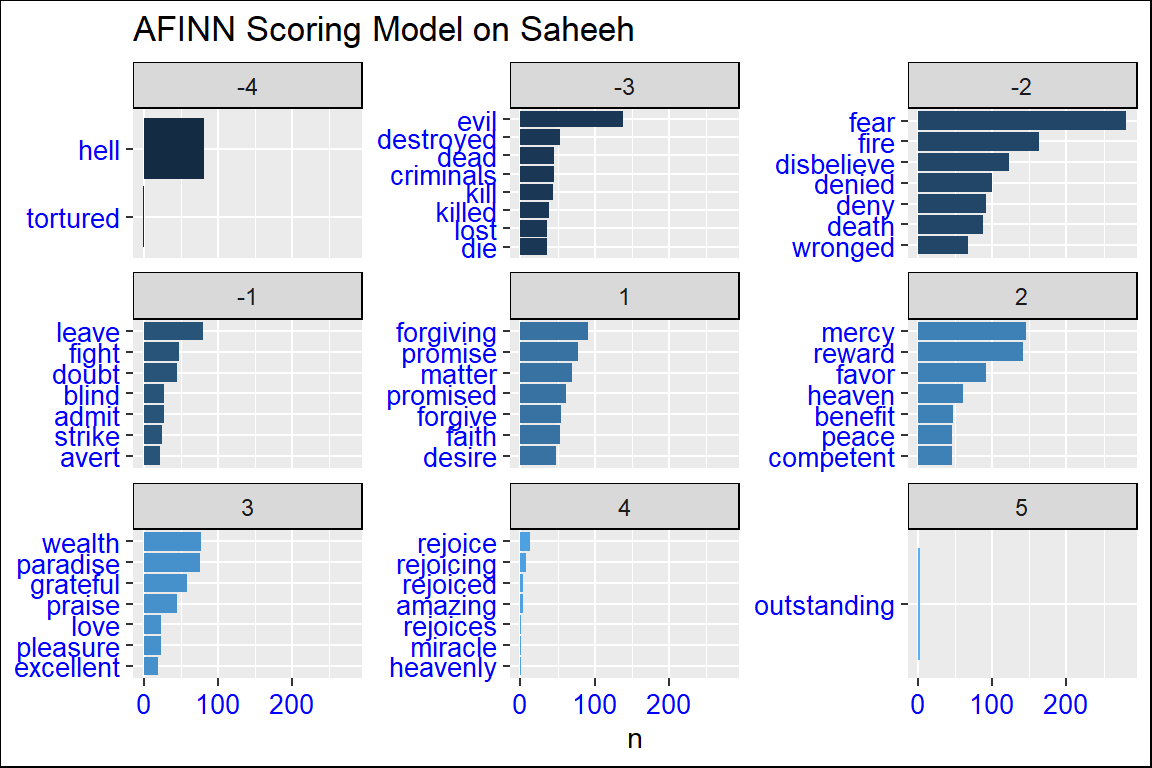 AFINN Scoring Model on Saheeh
-4
hell
tortured
-3
evil
destroyed
dead
criminals
kill
killed
lost
die
-2
fear
fire
disbelieve
denied
deny
death
wronged
-1
leave
fight
doubt
blind
admit
strike
avert
1
forgiving
promise
matter
promised
forgive
faith
desire
2
mercy
reward
favor
heaven
benefit
peace
competent
3
wealth
paradise
grateful
praise
love
pleasure
excellent
4
rejoice
rejoicing
rejoiced
amazing
rejoices
miracle
heavenly
5
outstanding
0 100 200
0 100 200
0 100 200
n